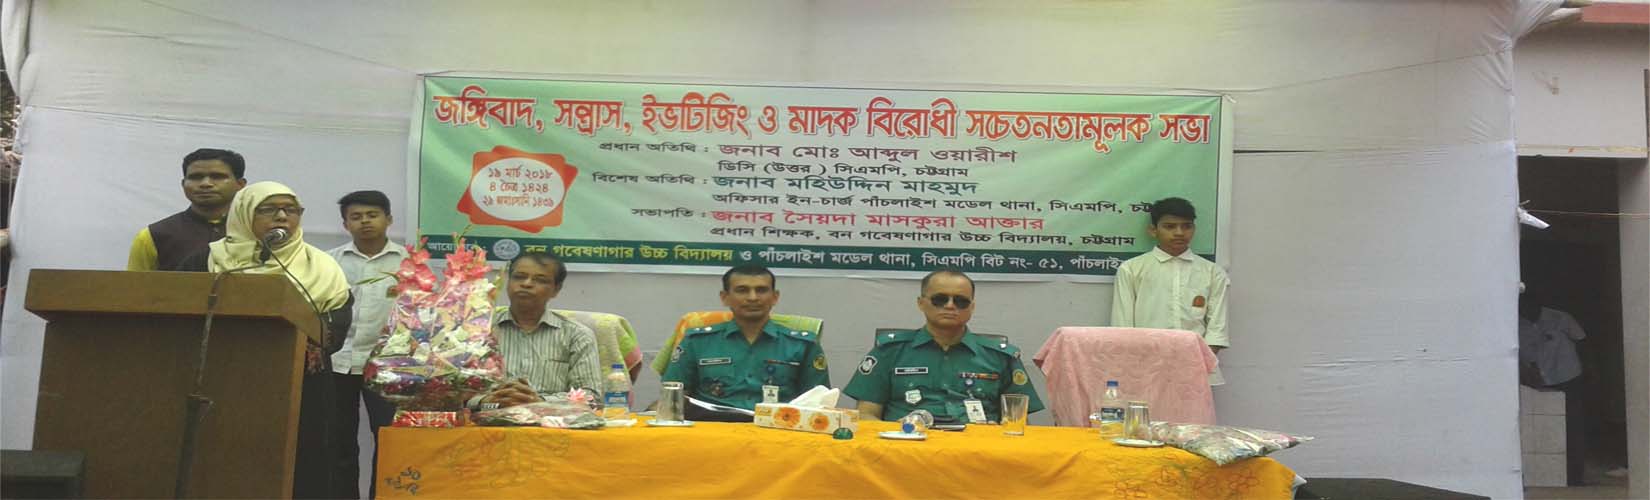 জঙ্গিবাদ, সন্ত্রাস, ইভটিজিং ও মাদক বিরোধী সচেতনতামূলক সভা
প্রধান অতিথি : জনাব মোঃ আব্দুল ওয়ারীশ
ডিসি (উত্তর) সিএমপি, চট্টগ্রাম
বিশেষ অতিথি : জনাব মহিউদ্দিন মাহমুদ
অফিসার ইন-চার্জ পাঁচলাইশ মডেল থানা, সিএমপি,
সভাপতি : জনাব সৈয়দা মাসকুরা আক্তার
প্রধান শিক্ষক, বন গবেষণাগার উচ্চ বিদ্যালয়, চট্টগ্রাম
১৯ মার্চ ২০১৮
৪ চৈত্র ১৪২৪
২৯ জমাঃসানি ১৪৩৯
বন গবেষণাগার উচ্চ বিদ্যালয় ও পাঁচলাইশ মডেল থানা, সিএমপি বিট নং- ৫১,